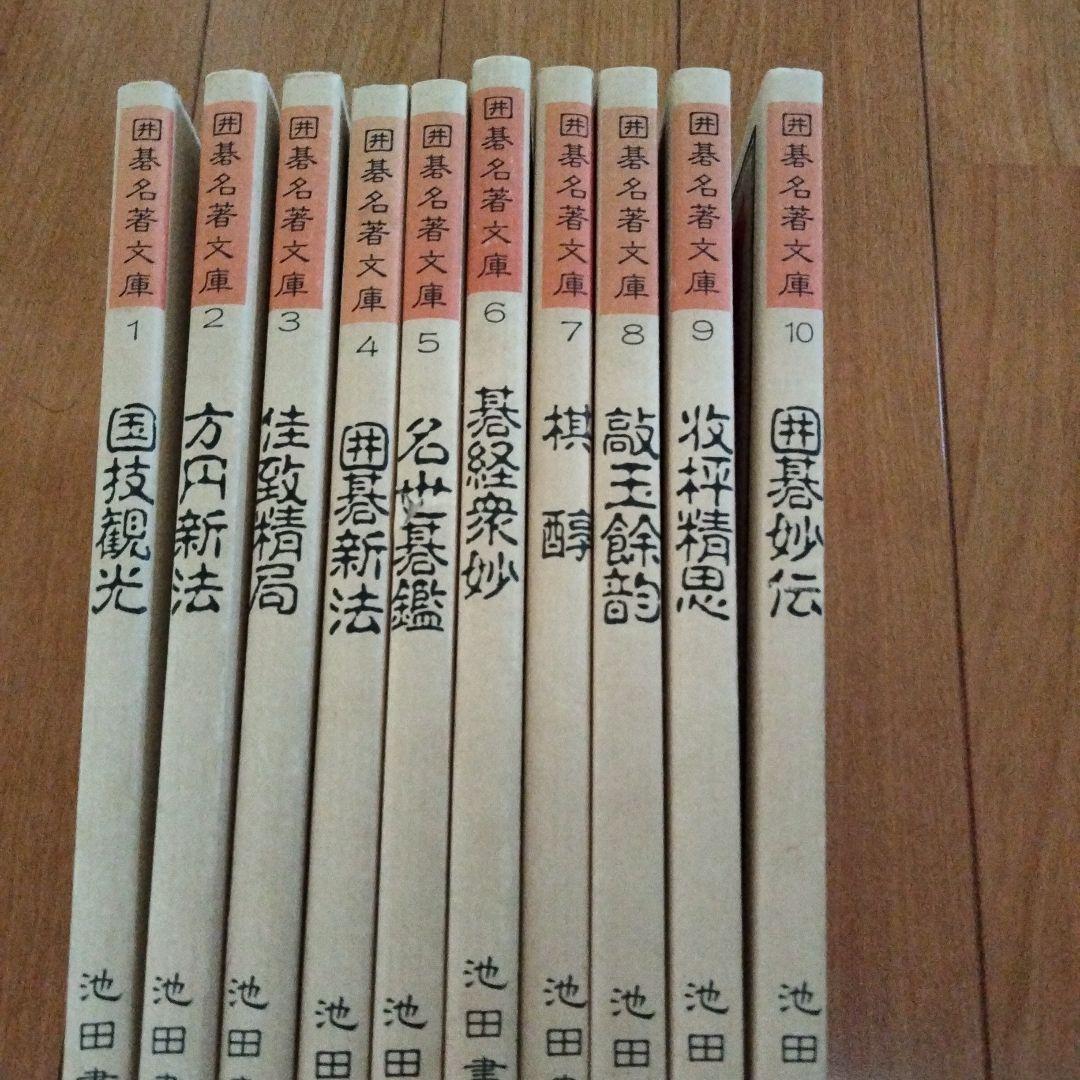 囲碁名著文庫
1
国技観光
池田書
囲碁名著文庫
2
方円新法
池田
囲碁名著文庫
3
佳致精局
池田
囲碁名著文庫
4
囲碁新法
池田
囲碁名著文庫
5
名世碁鑑
池田
囲碁名著文庫
6
碁経衆妙
池田書
囲碁名著文庫
7
棋醇
池田
囲碁名著文庫
8
敲玉餘韵
池田
囲碁名著文庫
9
收枰精思
池田
囲碁名著文庫
10
囲碁妙伝
池田